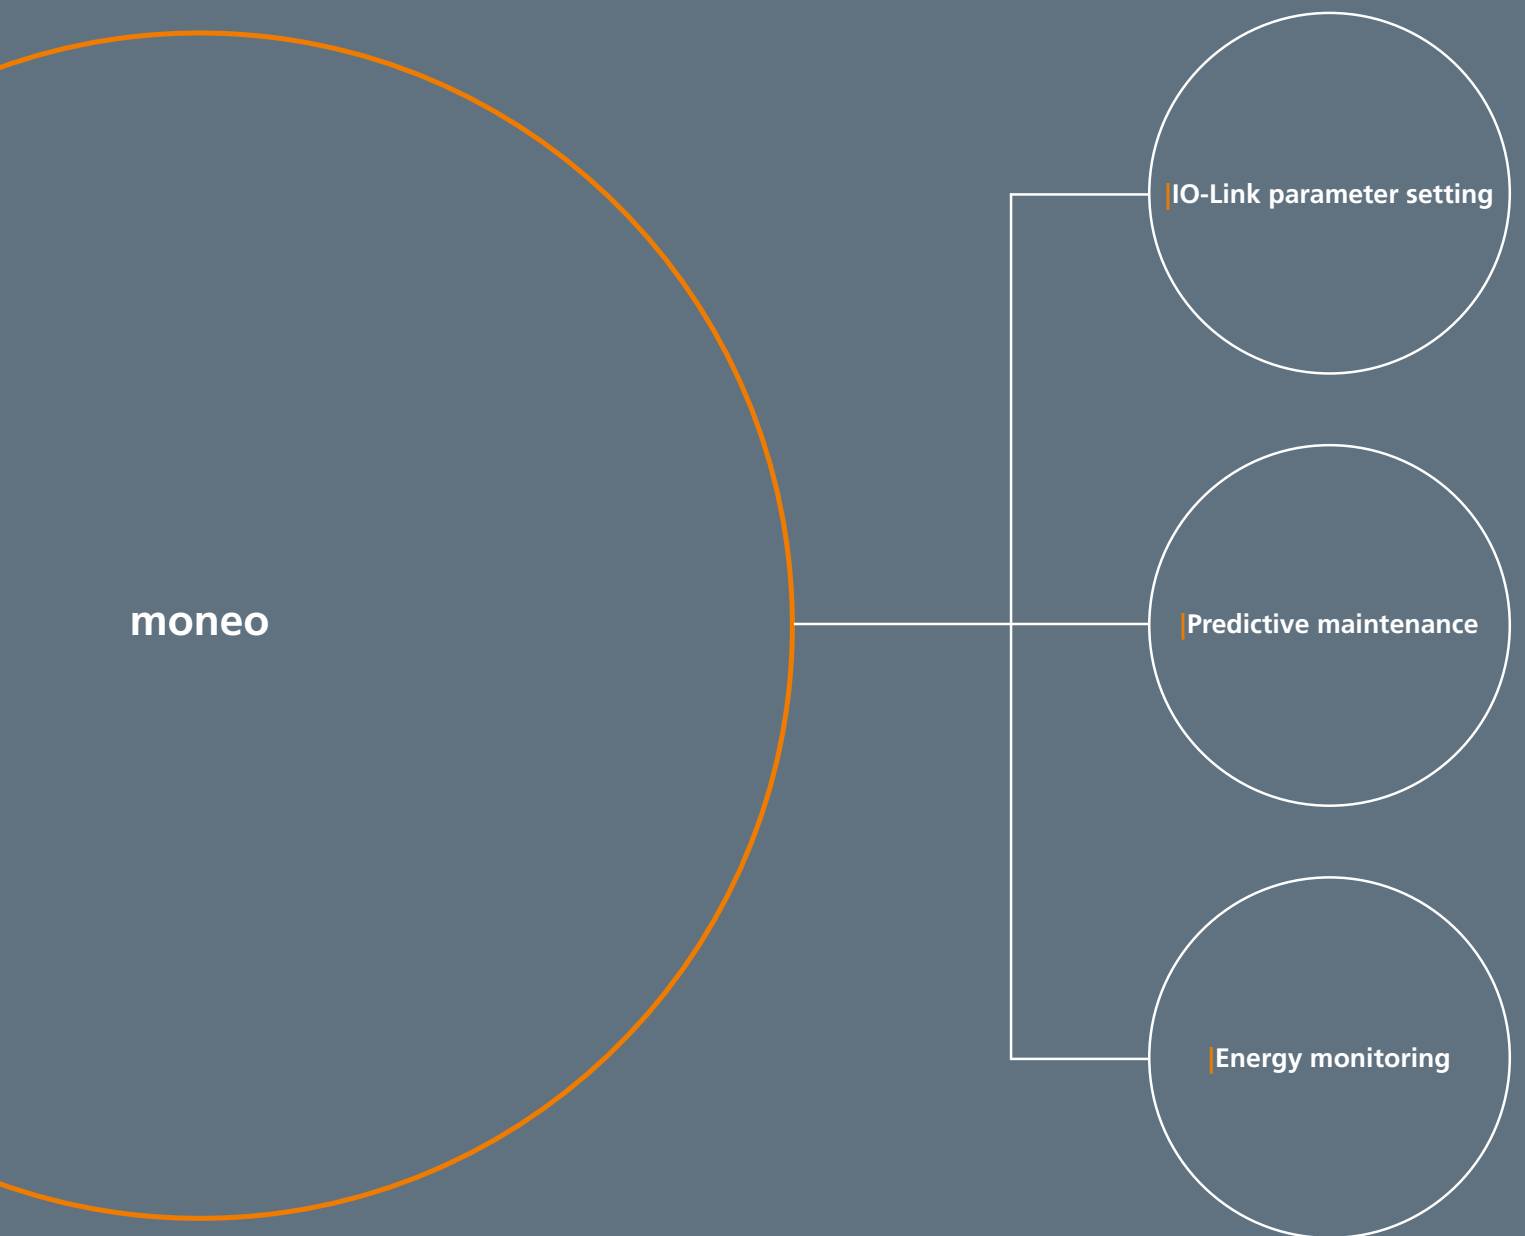 moneo
IO-Link parameter setting
Predictive maintenance
Energy monitoring